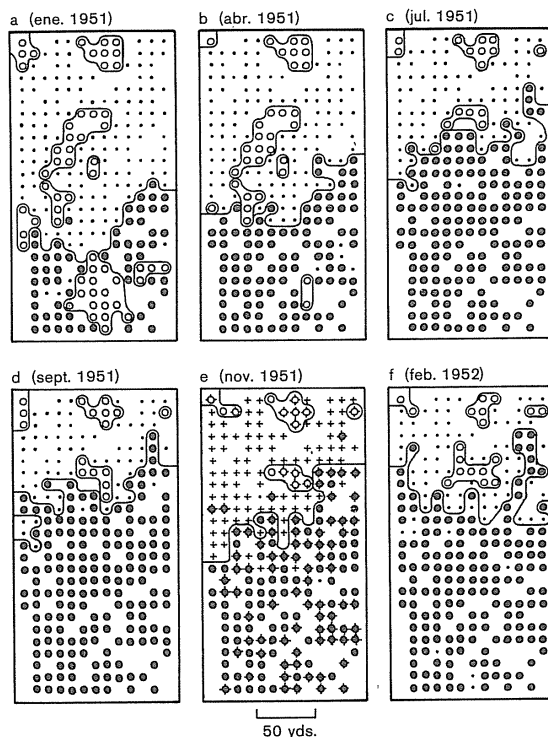 a (ene. 1951)
b (abr. 1951)
c (jul. 1951)
d (sept. 1951)
e (nov. 1951)
f (feb. 1952)
50 yds.